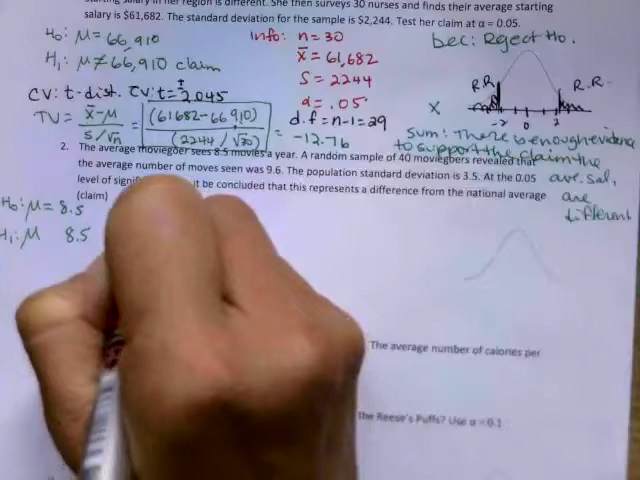 starting salary in her region is different. She then surveys 30 nurses and finds their average starting
salary is $61,682. The standard deviation for the sample is $2,244. Test her claim at α = 0.05.
H₀: μ = 66,910
H₁: μ ≠ 66,910 claim
CV: t-dist. CV: t = ± 2.045
TV = x̄-μ / s/√n = (61682-66910) / (2244/√30) = -12.76
Info: n = 30
x̄ = 61,682
s = 2244
α = .05
d.f = n-1 = 29
Dec: Reject Ho.
RR R.R.
x -2 0 2
sum: There is enough evidence
to support the claim the
ave. sal,
are
different
2. The average moviegoer sees 8.5 movies a year. A random sample of 40 moviegoers revealed that
the average number of moves seen was 9.6. The population standard deviation is 3.5. At the 0.05
level of it be concluded that this represents a difference from the national average
(claim)
H₀: μ = 8.5
H₁: μ 8.5
The average number of calories per
the Reese's Puffs? Use α = 0.1